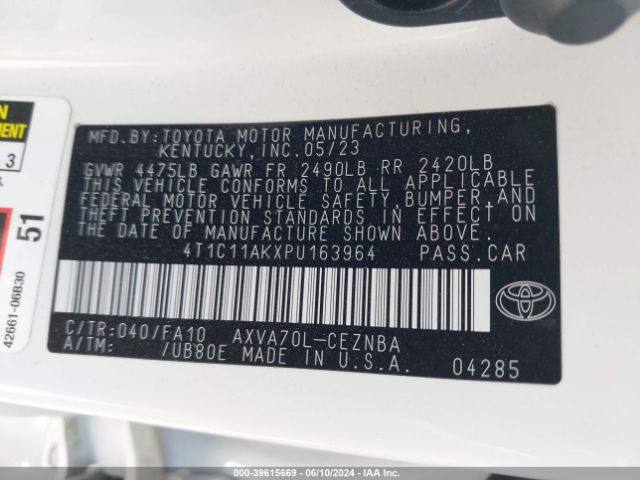 N
EMENT
3
51
42661-06B30
MFD.BY:TOYOTA MOTOR MANUFACTURING,
KENTUCKY,INC.05/23
GVWR 4475LB GAWR FR 2490LB RR 2420LB
THIS VEHICLE CONFORMS TO ALL APPLICABLE
FEDERAL MOTOR VEHICLE SAFETY,BUMPER,AND
THEFT PREVENTION STANDARDS IN EFFECT ON
THE DATE OF MANUFACTURE SHOWN ABOVE.
4T1C11AKXPU163964 PASS.CAR
C/TR:040/FA10 AXVA70L-CEZNBA
A/TM: /UB80E MADE IN U.S.A. 04285
000-39615669 - 06/10/2024 - IAA Inc.